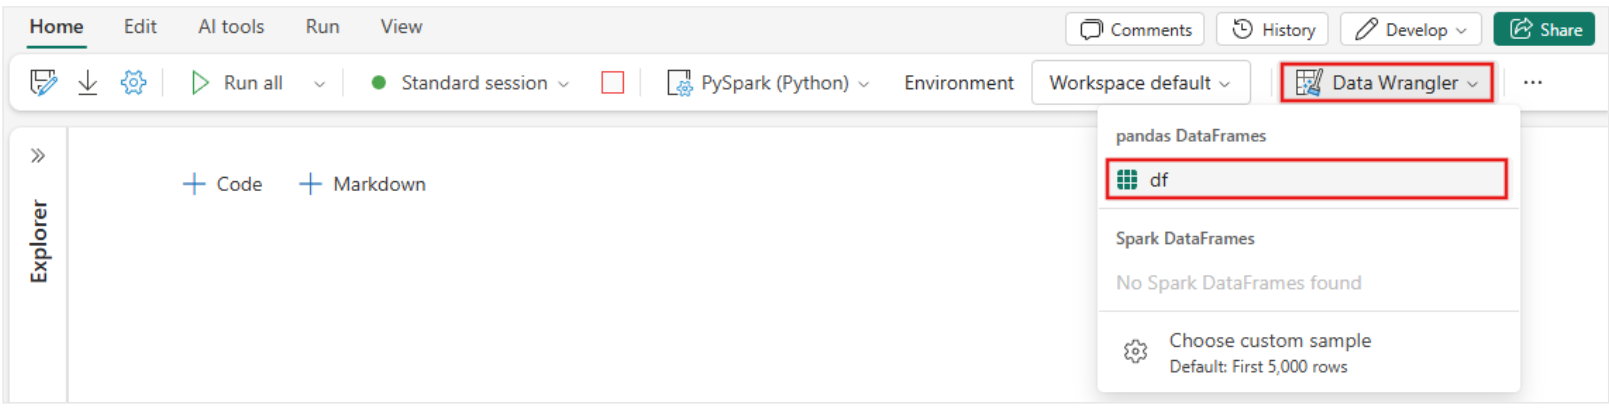 Home Edit AI tools Run View Comments History Develop Share
Run all Standard session PySpark (Python) Environment Workspace default Data Wrangler ...
pandas DataFrames
df
Spark DataFrames
No Spark DataFrames found
Choose custom sample
Default: First 5,000 rows
Code Markdown
Explorer